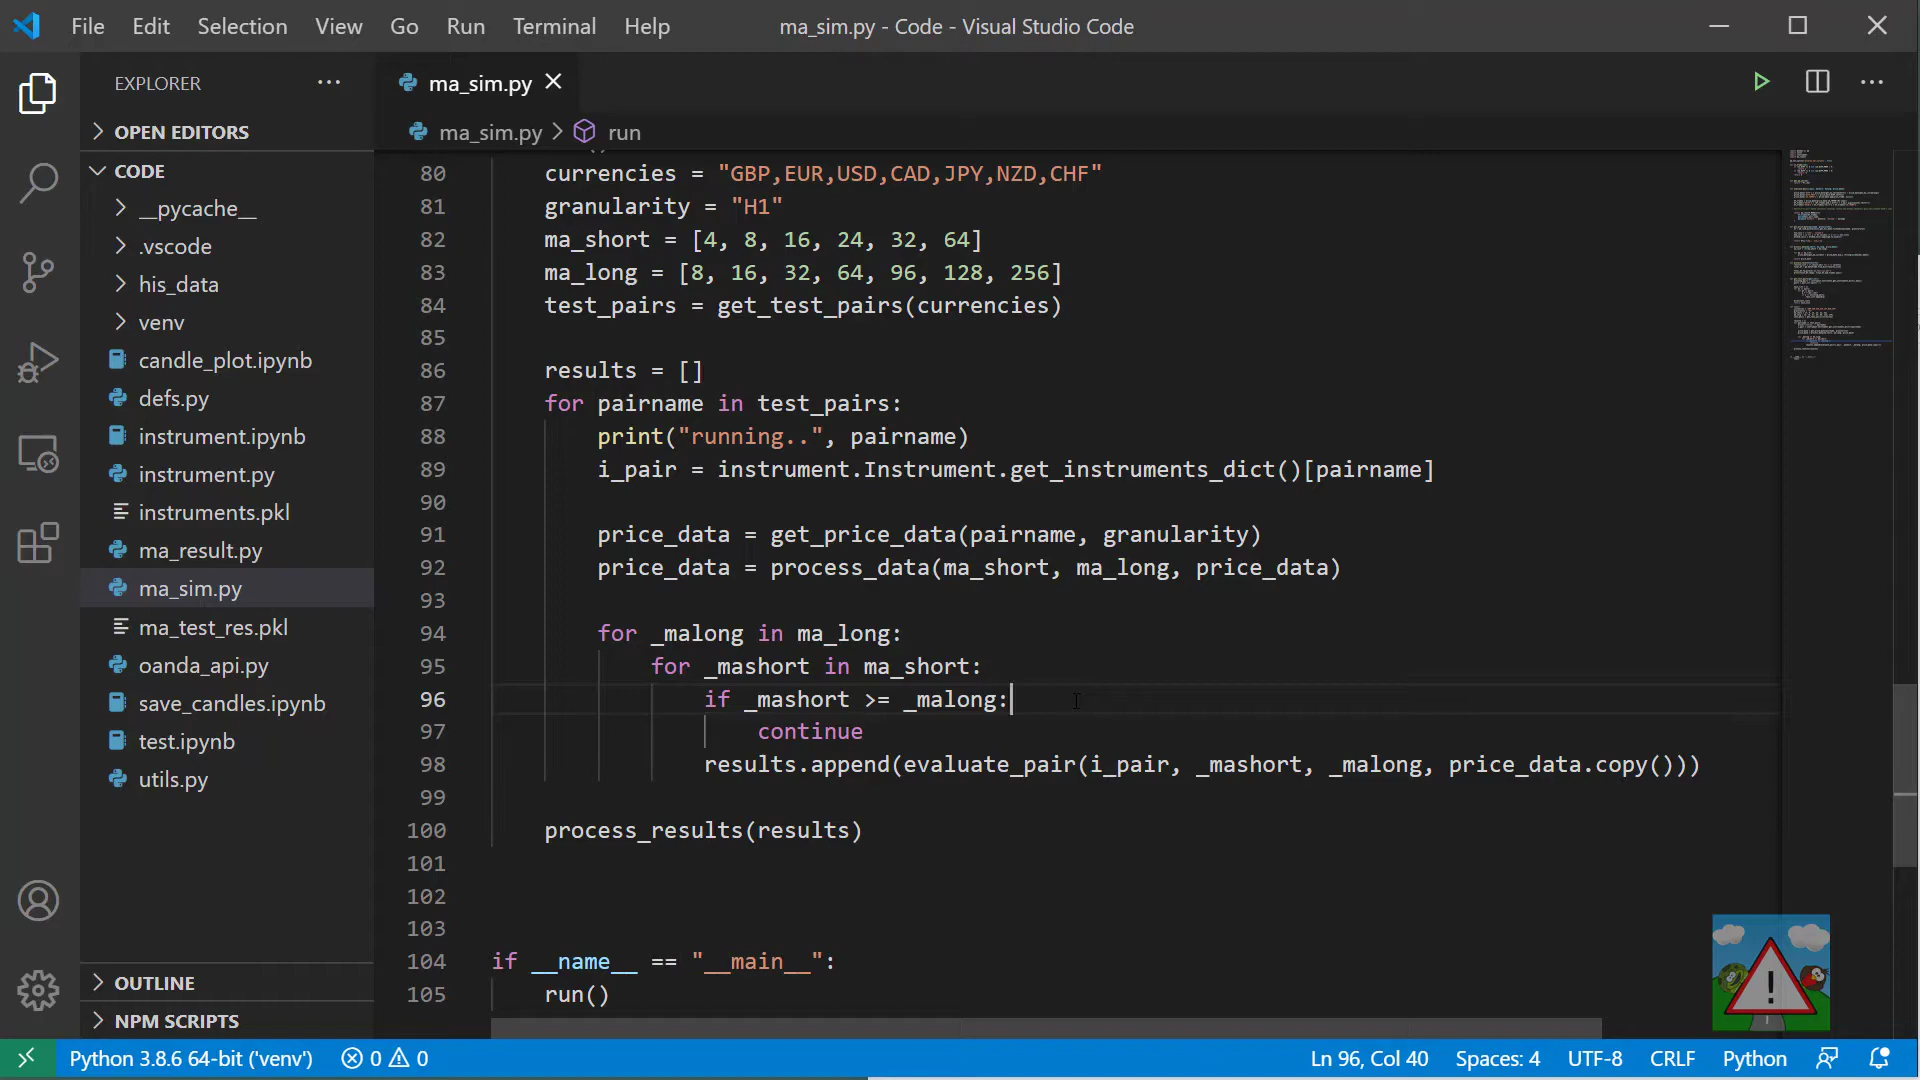 File Edit Selection View Go Run Terminal Help ma_sim.py - Code - Visual Studio Code
EXPLORER
OPEN EDITORS
CODE
__pycache__
.vscode
his_data
venv
candle_plot.ipynb
defs.py
instrument.ipynb
instrument.py
instruments.pkl
ma_result.py
ma_sim.py
ma_test_res.pkl
oanda_api.py
save_candles.ipynb
test.ipynb
utils.py
OUTLINE
NPM SCRIPTS
ma_sim.py
ma_sim.py > run
80 currencies = "GBP,EUR,USD,CAD,JPY,NZD,CHF"
81 granularity = "H1"
82 ma_short = [4, 8, 16, 24, 32, 64]
83 ma_long = [8, 16, 32, 64, 96, 128, 256]
84 test_pairs = get_test_pairs(currencies)
85
86 results = []
87 for pairname in test_pairs:
88 print("running..", pairname)
89 i_pair = instrument.Instrument.get_instruments_dict()[pairname]
90
91 price_data = get_price_data(pairname, granularity)
92 price_data = process_data(ma_short, ma_long, price_data)
93
94 for _malong in ma_long:
95 for _mashort in ma_short:
96 if _mashort >= _malong:
97 continue
98 results.append(evaluate_pair(i_pair, _mashort, _malong, price_data.copy()))
99
100 process_results(results)
101
102
103
104 if __name__ == "__main__":
105 run()
Python 3.8.6 64-bit ('venv') 0 0 Ln 96, Col 40 Spaces: 4 UTF-8 CRLF Python